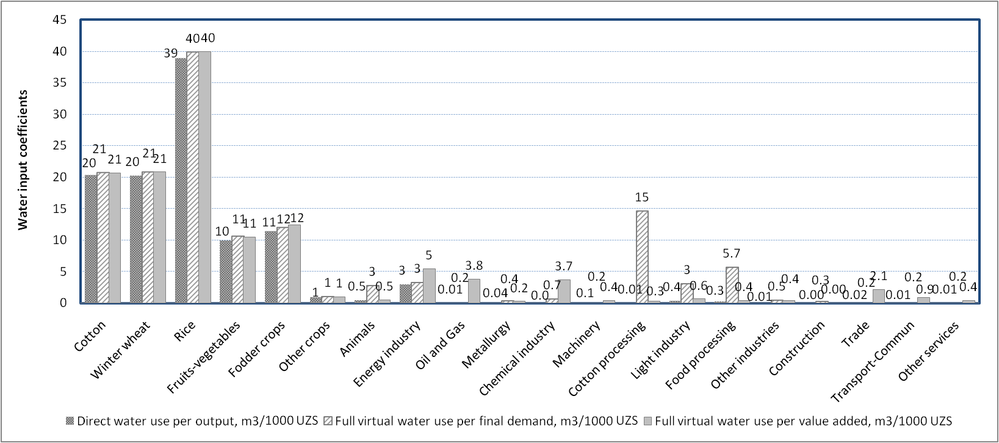 Water input coefficients
45
40
35
30
25
20
15
10
5
0
20 21 21
20 21 21
39 40 40
10 11 11
11 12 12
1 1 1
0.5 3 0.5
3 3 5
0.01 0.2 3.8
0.04 0.4 0.2
0.0 0.7 3.7
0.1 0.2 0.4
0.01 15 0.3
0.4 3 0.6
0.3 5.7 0.4
0.01 0.5 0.4
0.00 0.3 0.00
0.02 0.2 2.1
0.01 0.2 0.9
0.01 0.2 0.4
Cotton
Winter wheat
Rice
Fruits-vegetables
Fodder crops
Other crops
Animals
Energy industry
Oil and Gas
Metallurgy
Chemical industry
Machinery
Cotton processing
Light industry
Food processing
Other industries
Construction
Trade
Transport-Commun
Other services
Direct water use per output, m3/1000 UZS Full virtual water use per final demand, m3/1000 UZS Full virtual water use per value added, m3/1000 UZS